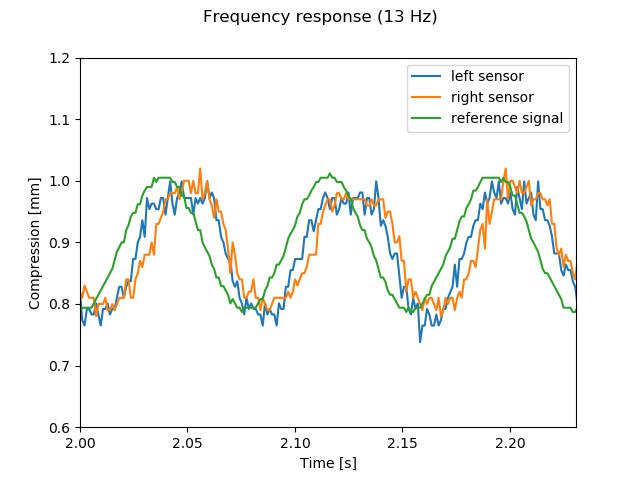 Frequency response (13 Hz)
1.2
1.1
1.0
0.9
0.8
0.7
0.6
Compression [mm]
left sensor
right sensor
reference signal
2.00
2.05
2.10
2.15
2.20
Time [s]